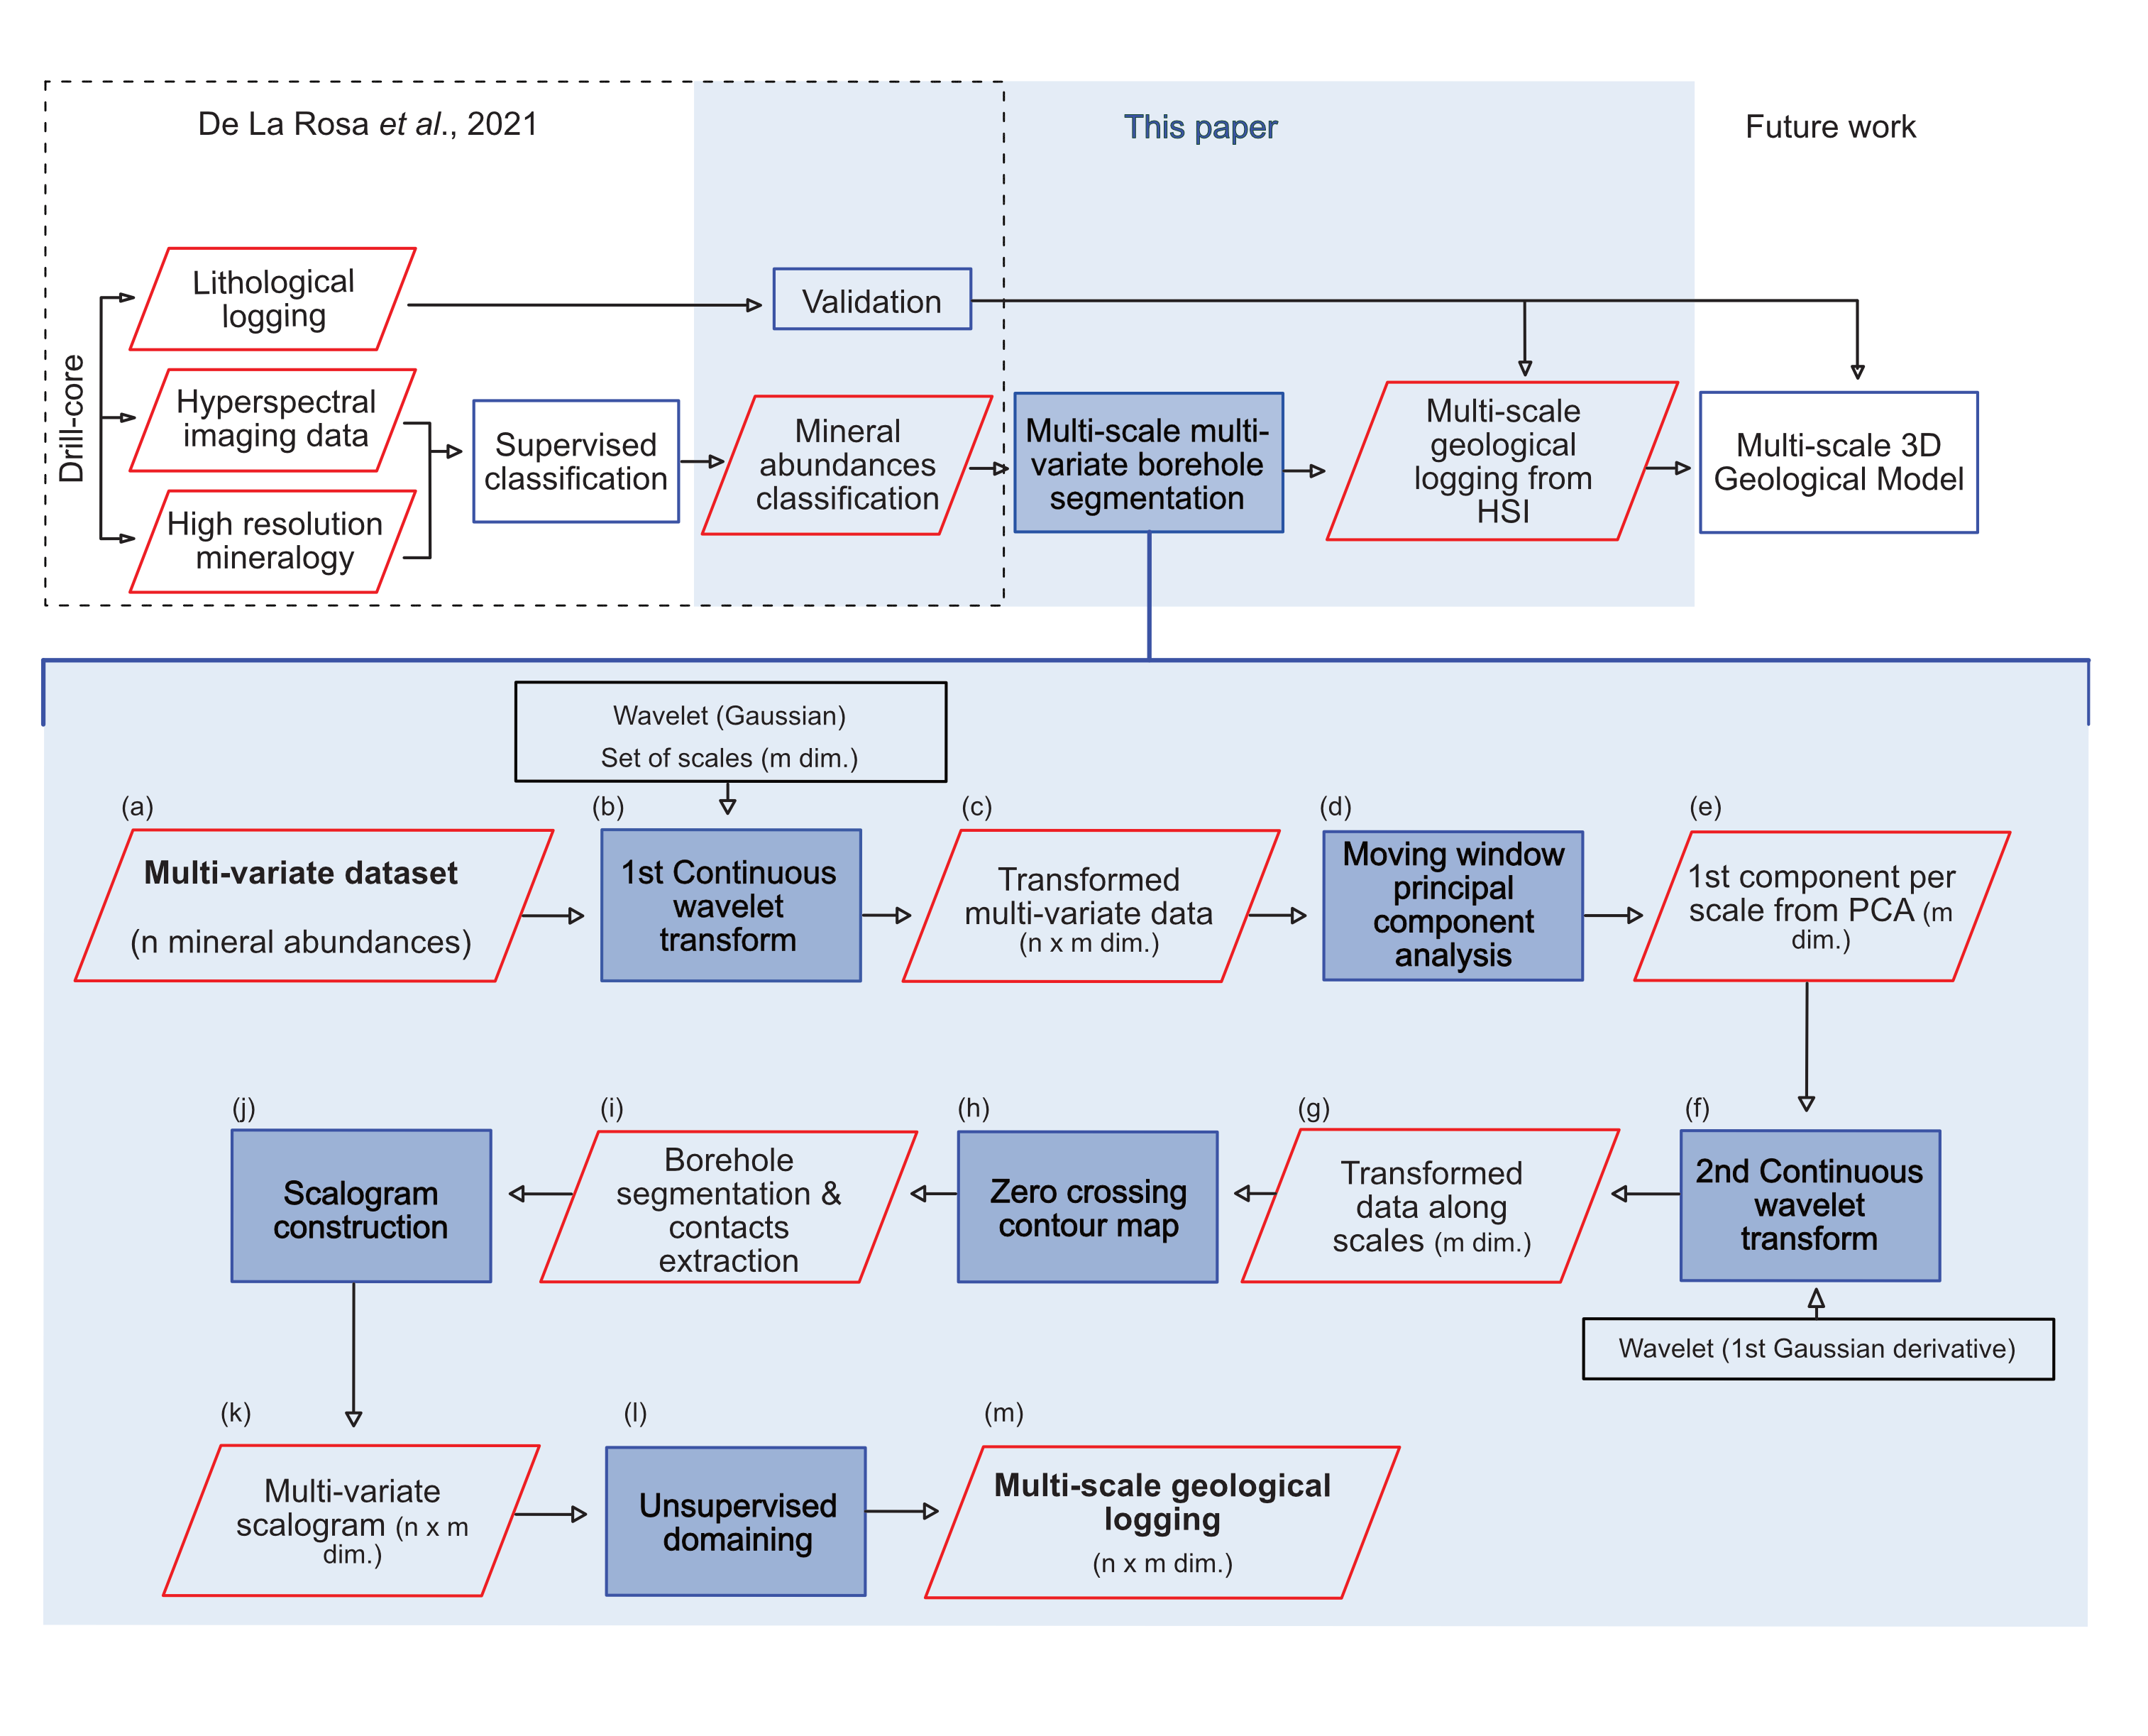 De La Rosa et al., 2021
This paper
Future work
Drill-core
Lithological
logging
Validation
Hyperspectral
imaging data
High resolution
mineralogy
Supervised
classification
Mineral
abundances
classification
Multi-scale multi-
variate borehole
segmentation
Multi-scale
geological
logging from
HSI
Multi-scale 3D
Geological Model
Wavelet (Gaussian)
Set of scales (m dim.)
(a)
Multi-variate dataset
(n mineral abundances)
(b)
1st Continuous
wavelet
transform
(c)
Transformed
multi-variate data
(n x m dim.)
(d)
Moving window
principal
component
analysis
(e)
1st component per
scale from PCA (m
dim.)
(f)
2nd Continuous
wavelet
transform
Wavelet (1st Gaussian derivative)
(g)
Transformed
data along
scales (m dim.)
(h)
Zero crossing
contour map
(i)
Borehole
segmentation &
contacts
extraction
(j)
Scalogram
construction
(k)
Multi-variate
scalogram (n x m
dim.)
(l)
Unsupervised
domaining
(m)
Multi-scale geological
logging
(n x m dim.)